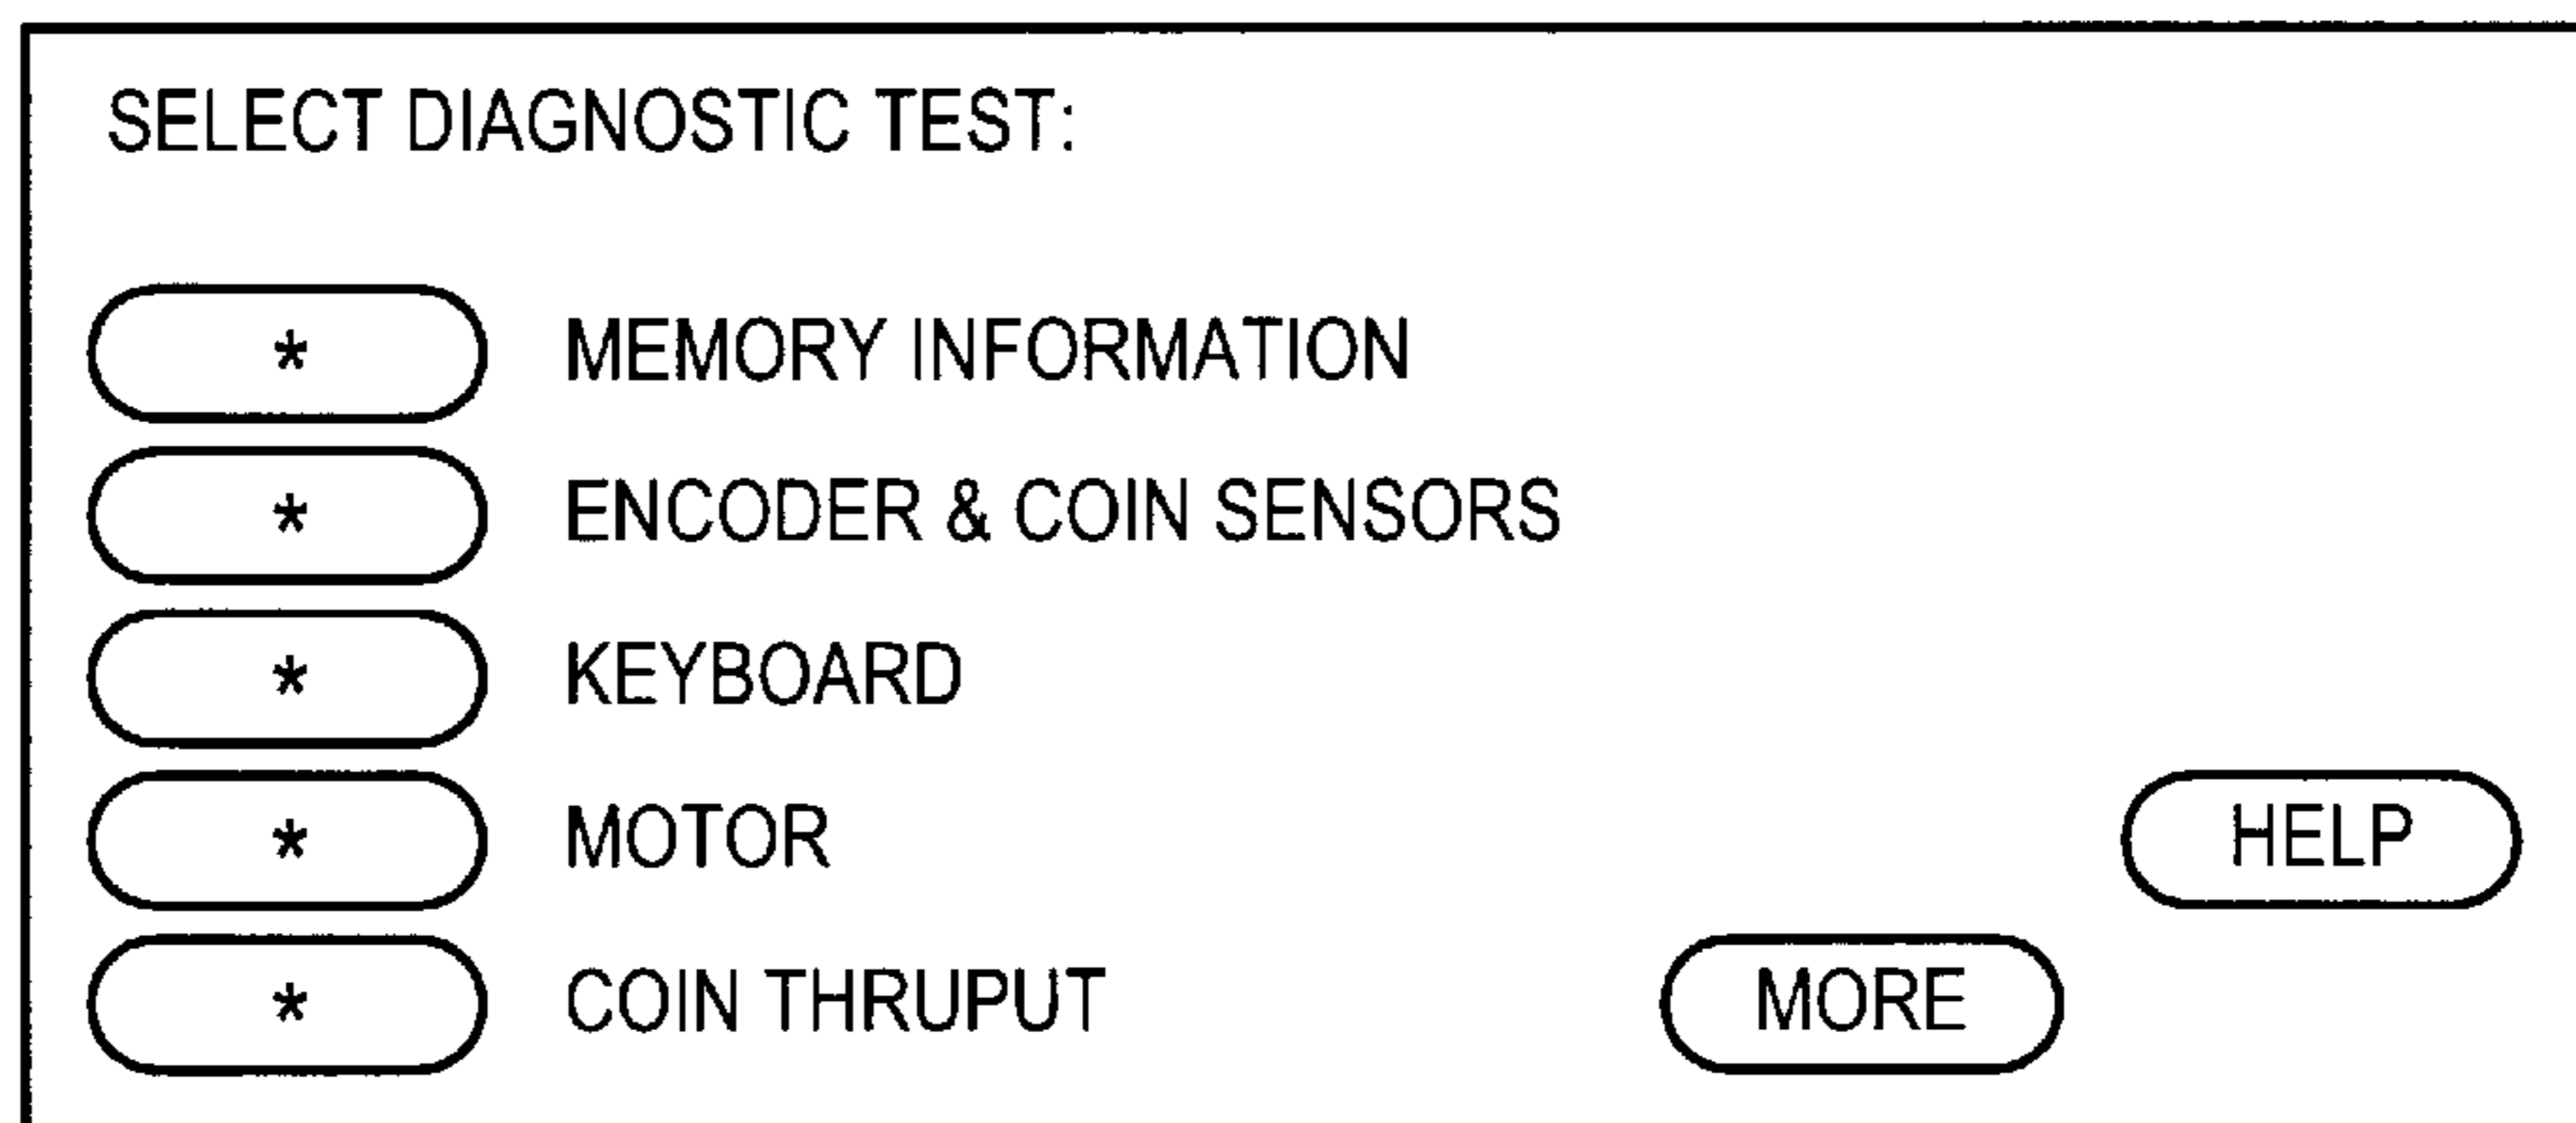 SELECT DIAGNOSTIC TEST:
* MEMORY INFORMATION
* ENCODER & COIN SENSORS
* KEYBOARD
* MOTOR HELP
* COIN THRUPUT MORE